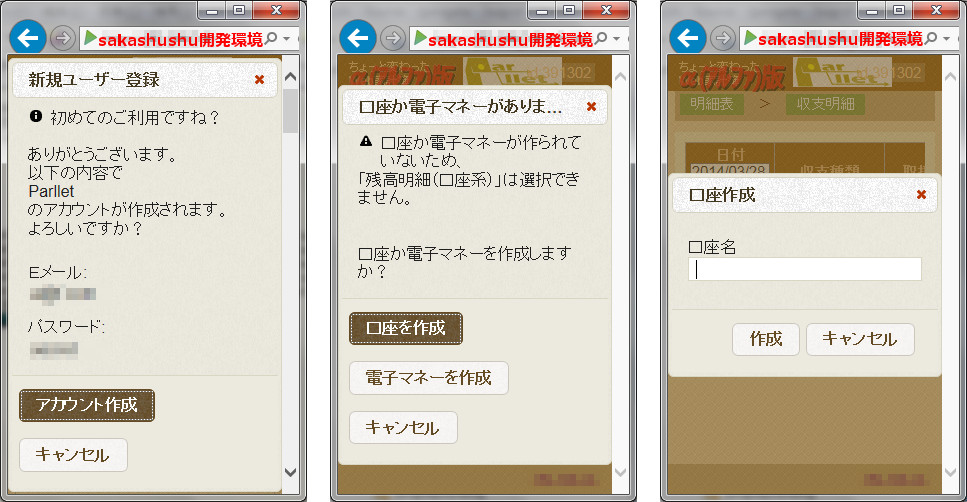 sakashushu開発環境
新規ユーザー登録
初めてのご利用ですね？
ありがとうございます。
以下の内容で
Parllet
のアカウントが作成されます。
よろしいですか？
Eメール:
パスワード:
アカウント作成
キャンセル
sakashushu開発環境
ちょっと変わった
α(アルファ)版
Parllet
391302
口座か電子マネーがありま...
口座か電子マネーが作られて
いないため、
「残高明細(口座系)」は選択でき
ません。
口座か電子マネーを作成します
か？
口座を作成
電子マネーを作成
キャンセル
sakashushu開発環境
ちょっと変わった
α(アルファ)版
Parllet
391302
明細表 > 収支明細
日付
2014/03/28
収支種類
口座作成
口座名
作成 キャンセル